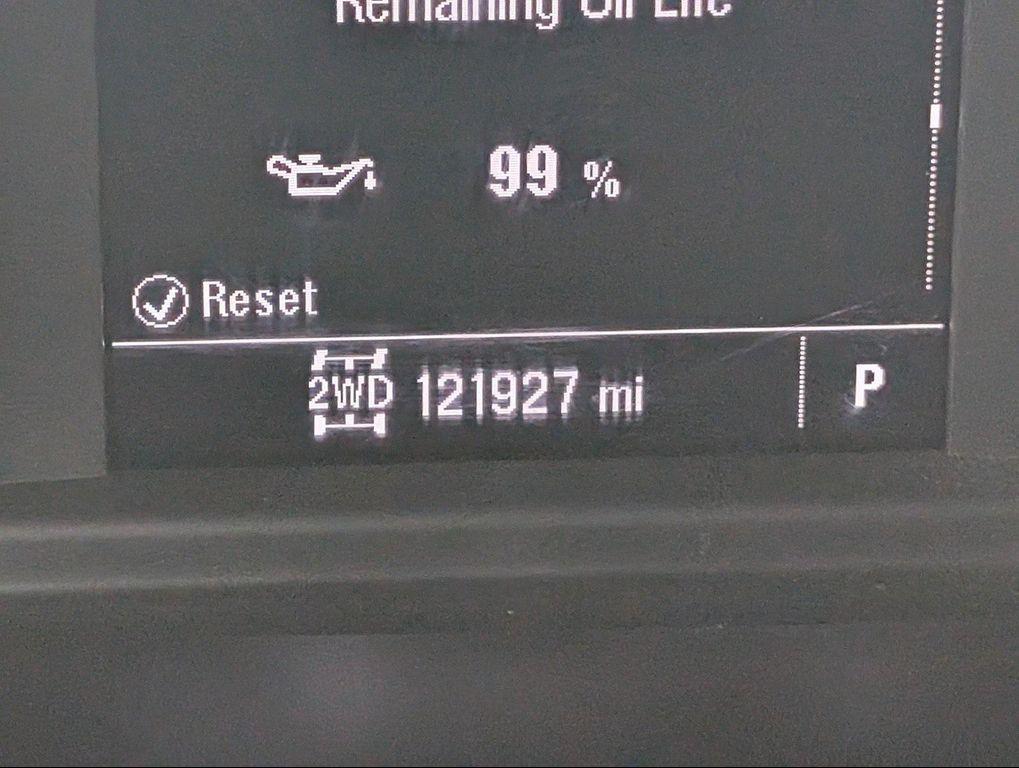 Remaining Oil Life
99 %
Reset
2WD 121927 mi P